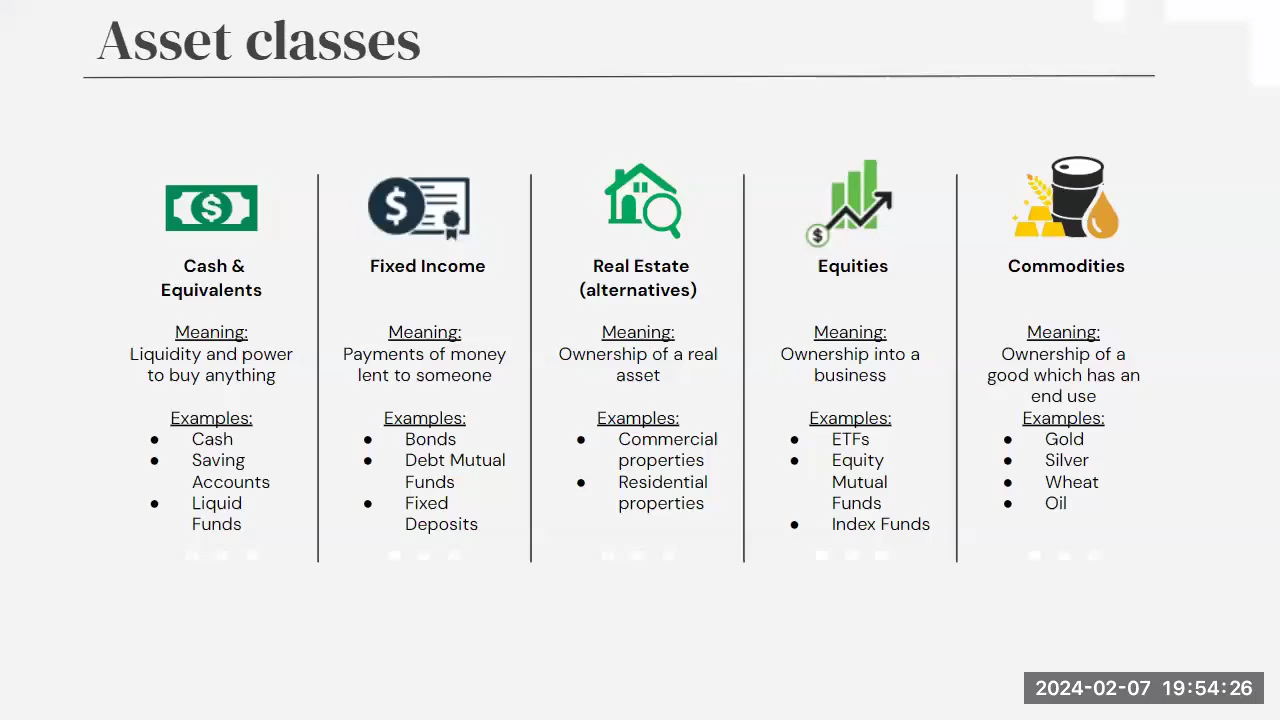 Asset classes
Cash &
Equivalents
Meaning:
Liquidity and power
to buy anything
Examples:
● Cash
● Saving
Accounts
● Liquid
Funds
Fixed Income
Meaning:
Payments of money
lent to someone
Examples:
● Bonds
● Debt Mutual
Funds
● Fixed
Deposits
Real Estate
(alternatives)
Meaning:
Ownership of a real
asset
Examples:
● Commercial
properties
● Residential
properties
Equities
Meaning:
Ownership into a
business
Examples:
● ETFs
● Equity
Mutual
Funds
● Index Funds
Commodities
Meaning:
Ownership of a
good which has an
end use
Examples:
● Gold
● Silver
● Wheat
● Oil
2024-02-07 19:54:26